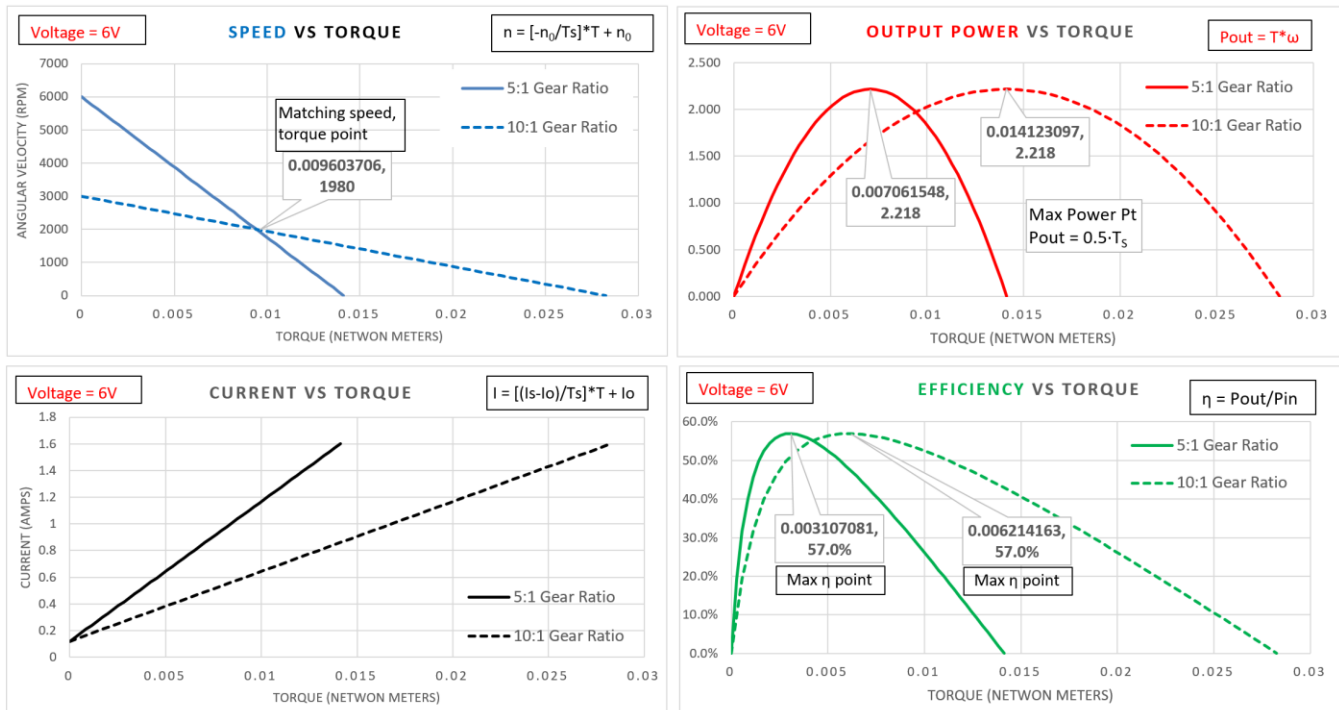 Voltage = 6V
SPEED VS TORQUE
n = [-n₀/Ts]*T + n₀
7000
6000
5000
4000
3000
2000
1000
0
ANGULAR VELOCITY (RPM)
5:1 Gear Ratio
10:1 Gear Ratio
Matching speed,
torque point
0.009603706,
1980
0
0.005
0.01
0.015
0.02
0.025
0.03
TORQUE (NETWON METERS)
Voltage = 6V
OUTPUT POWER VS TORQUE
Pout = T*ω
2.500
2.000
1.500
1.000
0.500
0.000
5:1 Gear Ratio
10:1 Gear Ratio
0.014123097,
2.218
0.007061548,
2.218
Max Power Pt
Pout = 0.5·Tₛ
0
0.005
0.01
0.015
0.02
0.025
0.03
TORQUE (NETWON METERS)
Voltage = 6V
CURRENT VS TORQUE
I = [(Is-Io)/Ts]*T + Io
1.8
1.6
1.4
1.2
1
0.8
0.6
0.4
0.2
0
CURRENT (AMPS)
5:1 Gear Ratio
10:1 Gear Ratio
0
0.005
0.01
0.015
0.02
0.025
0.03
TORQUE (NETWON METERS)
Voltage = 6V
EFFICIENCY VS TORQUE
η = Pout/Pin
60.0%
50.0%
40.0%
30.0%
20.0%
10.0%
0.0%
5:1 Gear Ratio
10:1 Gear Ratio
0.003107081,
57.0%
Max η point
0.006214163,
57.0%
Max η point
0
0.005
0.01
0.015
0.02
0.025
0.03
TORQUE (NETWON METERS)